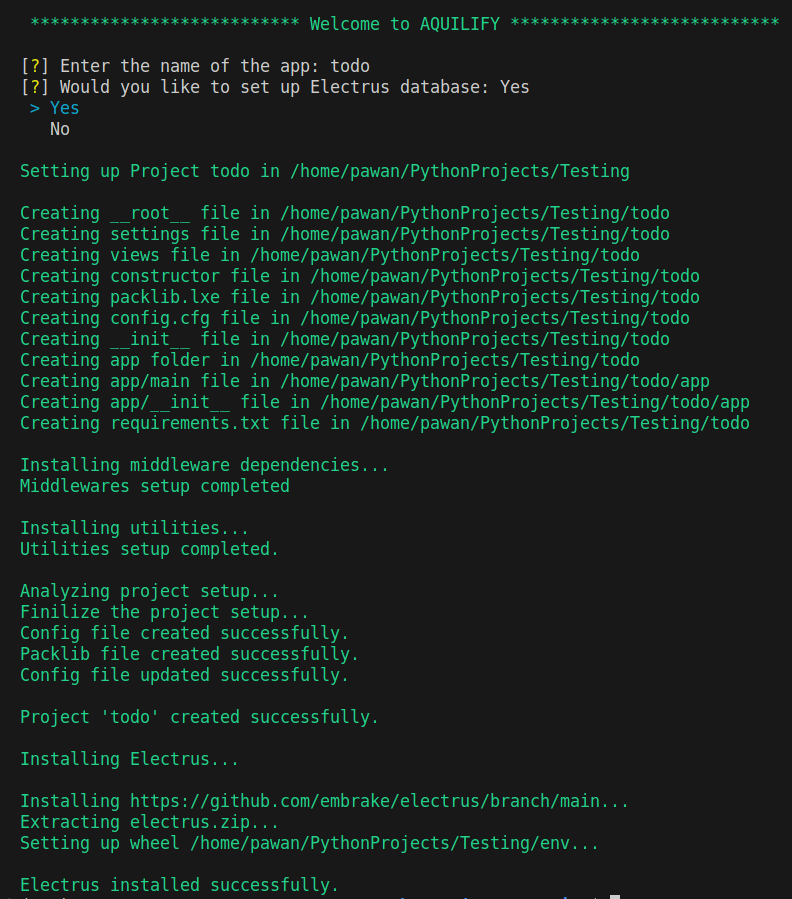 *************************** Welcome to AQUILIFY ***************************
[?] Enter the name of the app: todo
[?] Would you like to set up Electrus database: Yes
> Yes
No
Setting up Project todo in /home/pawan/PythonProjects/Testing
Creating __root__ file in /home/pawan/PythonProjects/Testing/todo
Creating settings file in /home/pawan/PythonProjects/Testing/todo
Creating views file in /home/pawan/PythonProjects/Testing/todo
Creating constructor file in /home/pawan/PythonProjects/Testing/todo
Creating packlib.lxe file in /home/pawan/PythonProjects/Testing/todo
Creating config.cfg file in /home/pawan/PythonProjects/Testing/todo
Creating __init__ file in /home/pawan/PythonProjects/Testing/todo
Creating app folder in /home/pawan/PythonProjects/Testing/todo
Creating app/main file in /home/pawan/PythonProjects/Testing/todo/app
Creating app/__init__ file in /home/pawan/PythonProjects/Testing/todo/app
Creating requirements.txt file in /home/pawan/PythonProjects/Testing/todo
Installing middleware dependencies...
Middlewares setup completed
Installing utilities...
Utilities setup completed.
Analyzing project setup...
Finilize the project setup...
Config file created successfully.
Packlib file created successfully.
Config file updated successfully.
Project 'todo' created successfully.
Installing Electrus...
Installing https://github.com/embrake/electrus/branch/main...
Extracting electrus.zip...
Setting up wheel /home/pawan/PythonProjects/Testing/env...
Electrus installed successfully.